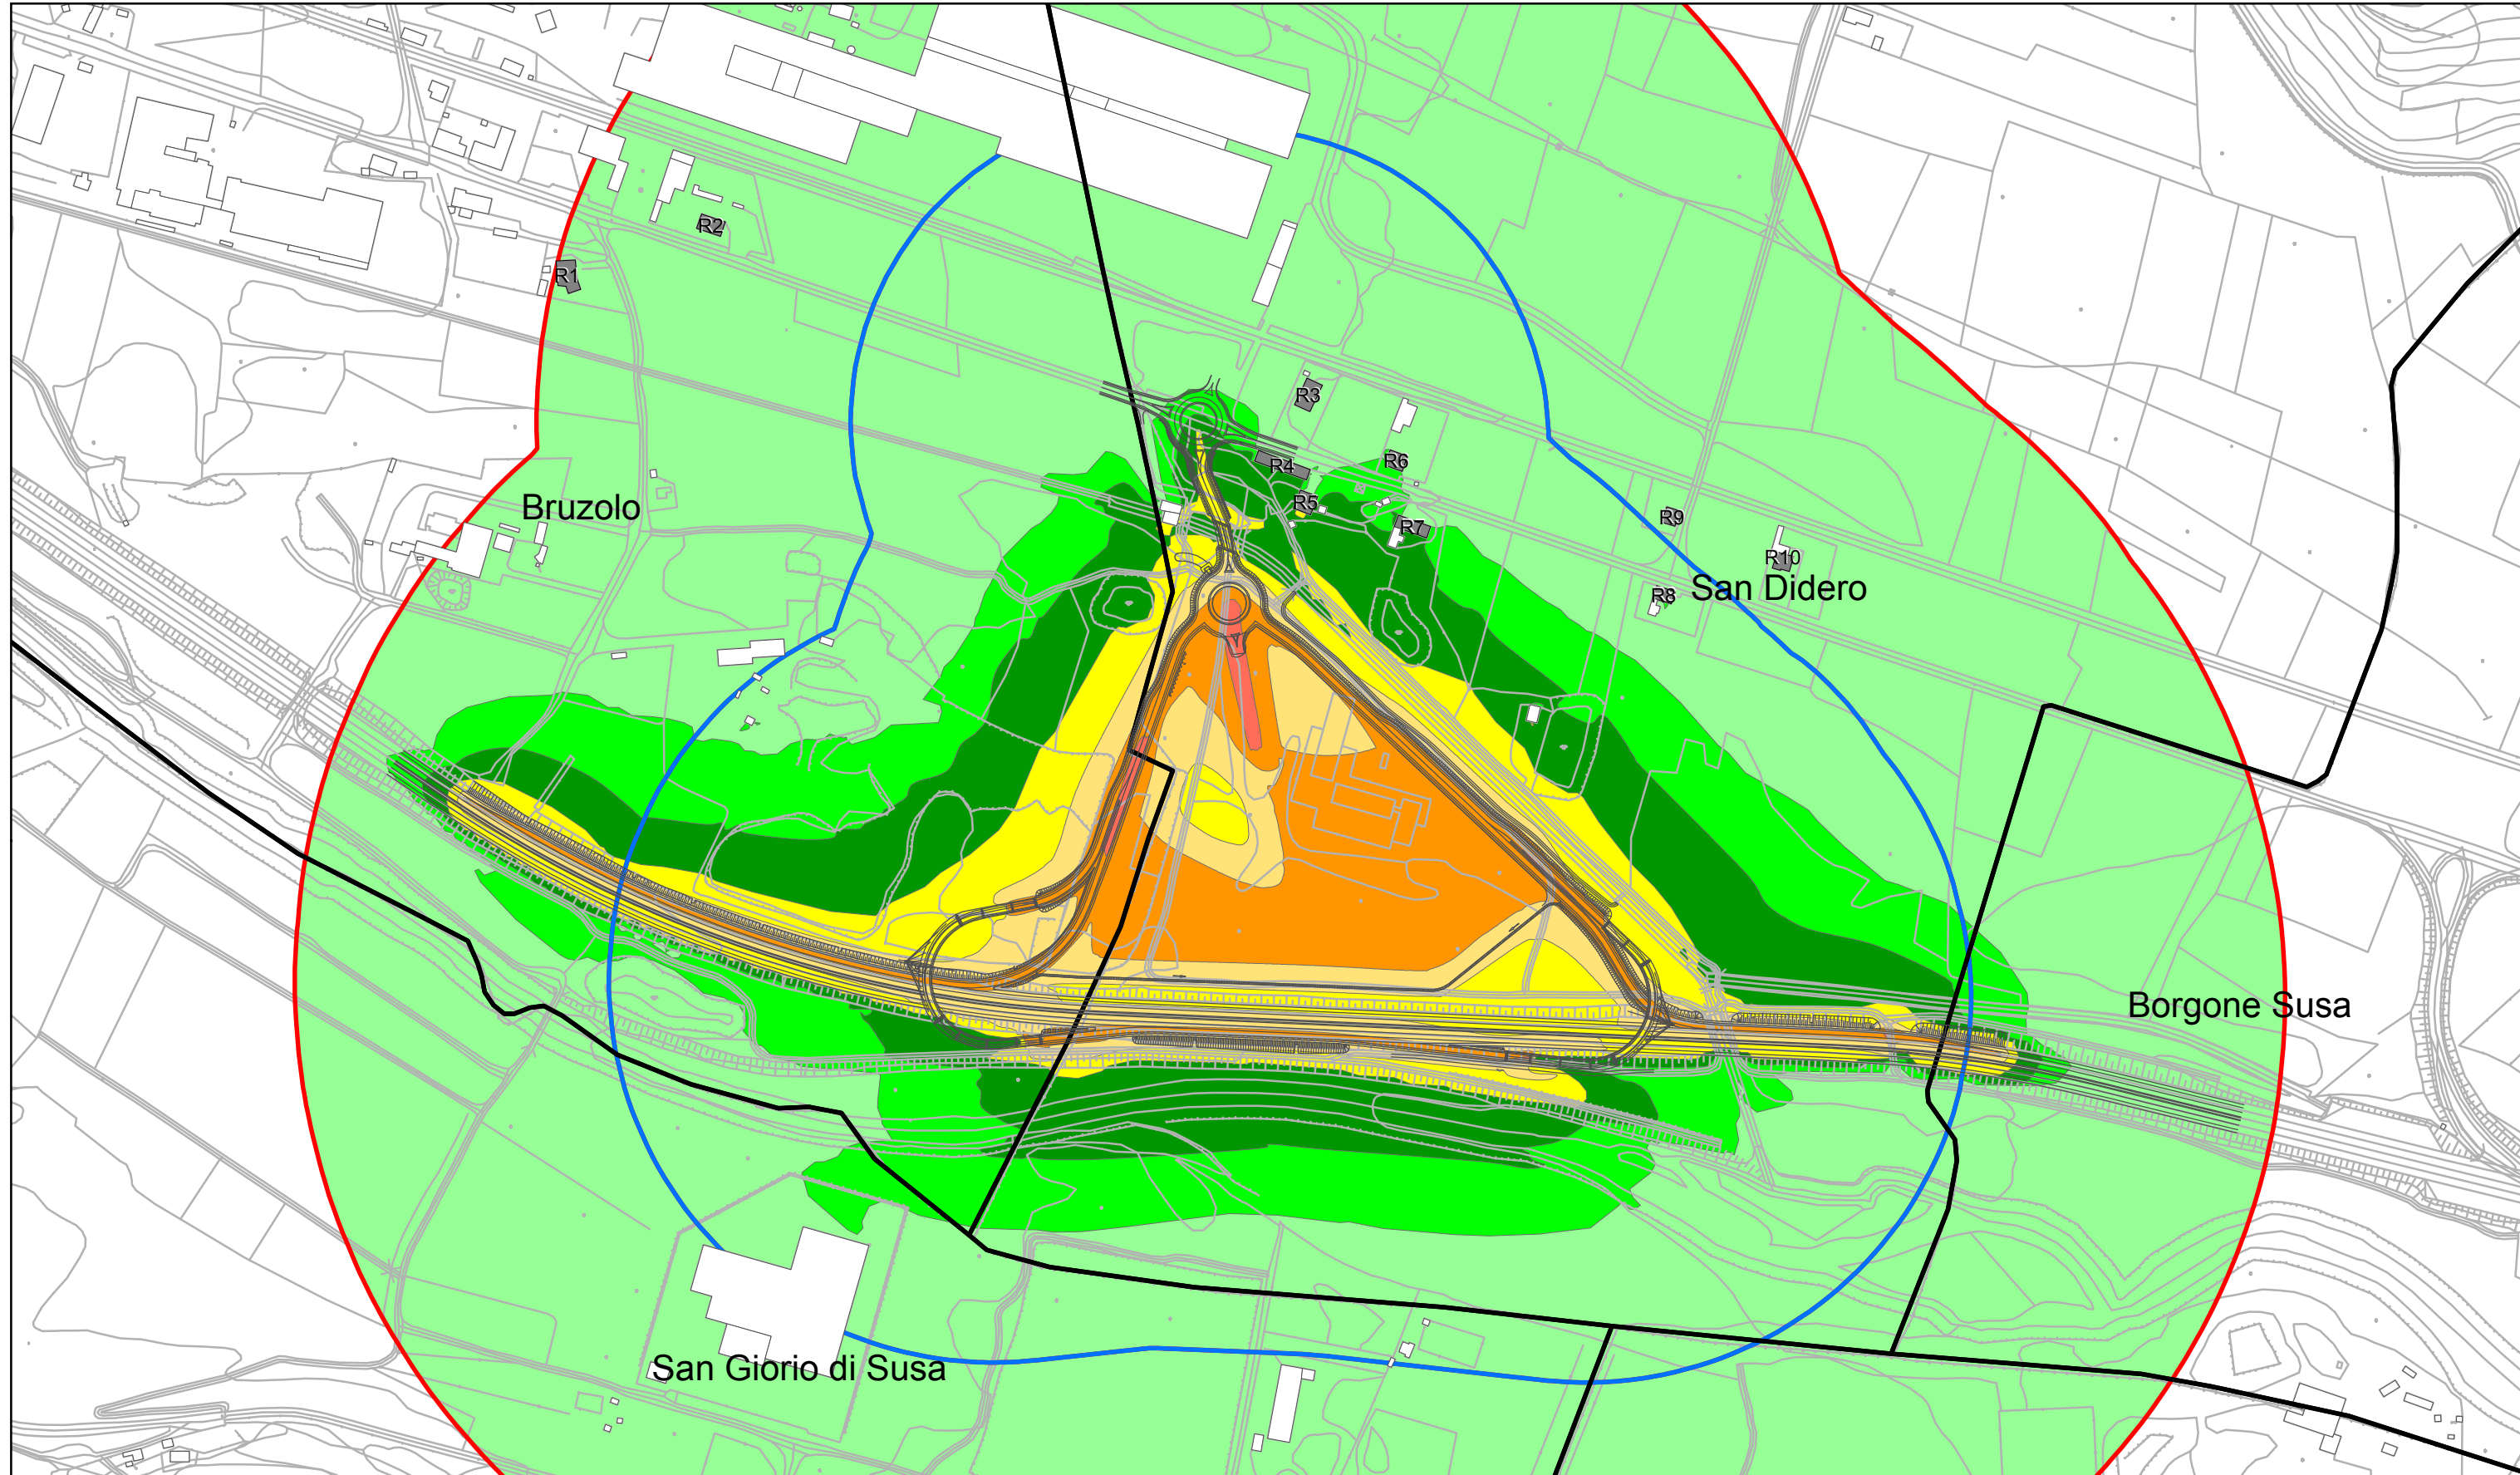 R2
R1
R3
R4
R6
R5
R7
Bruzolo
R9
R10
San Didero
R8
Borgone Susa
San Giorio di Susa